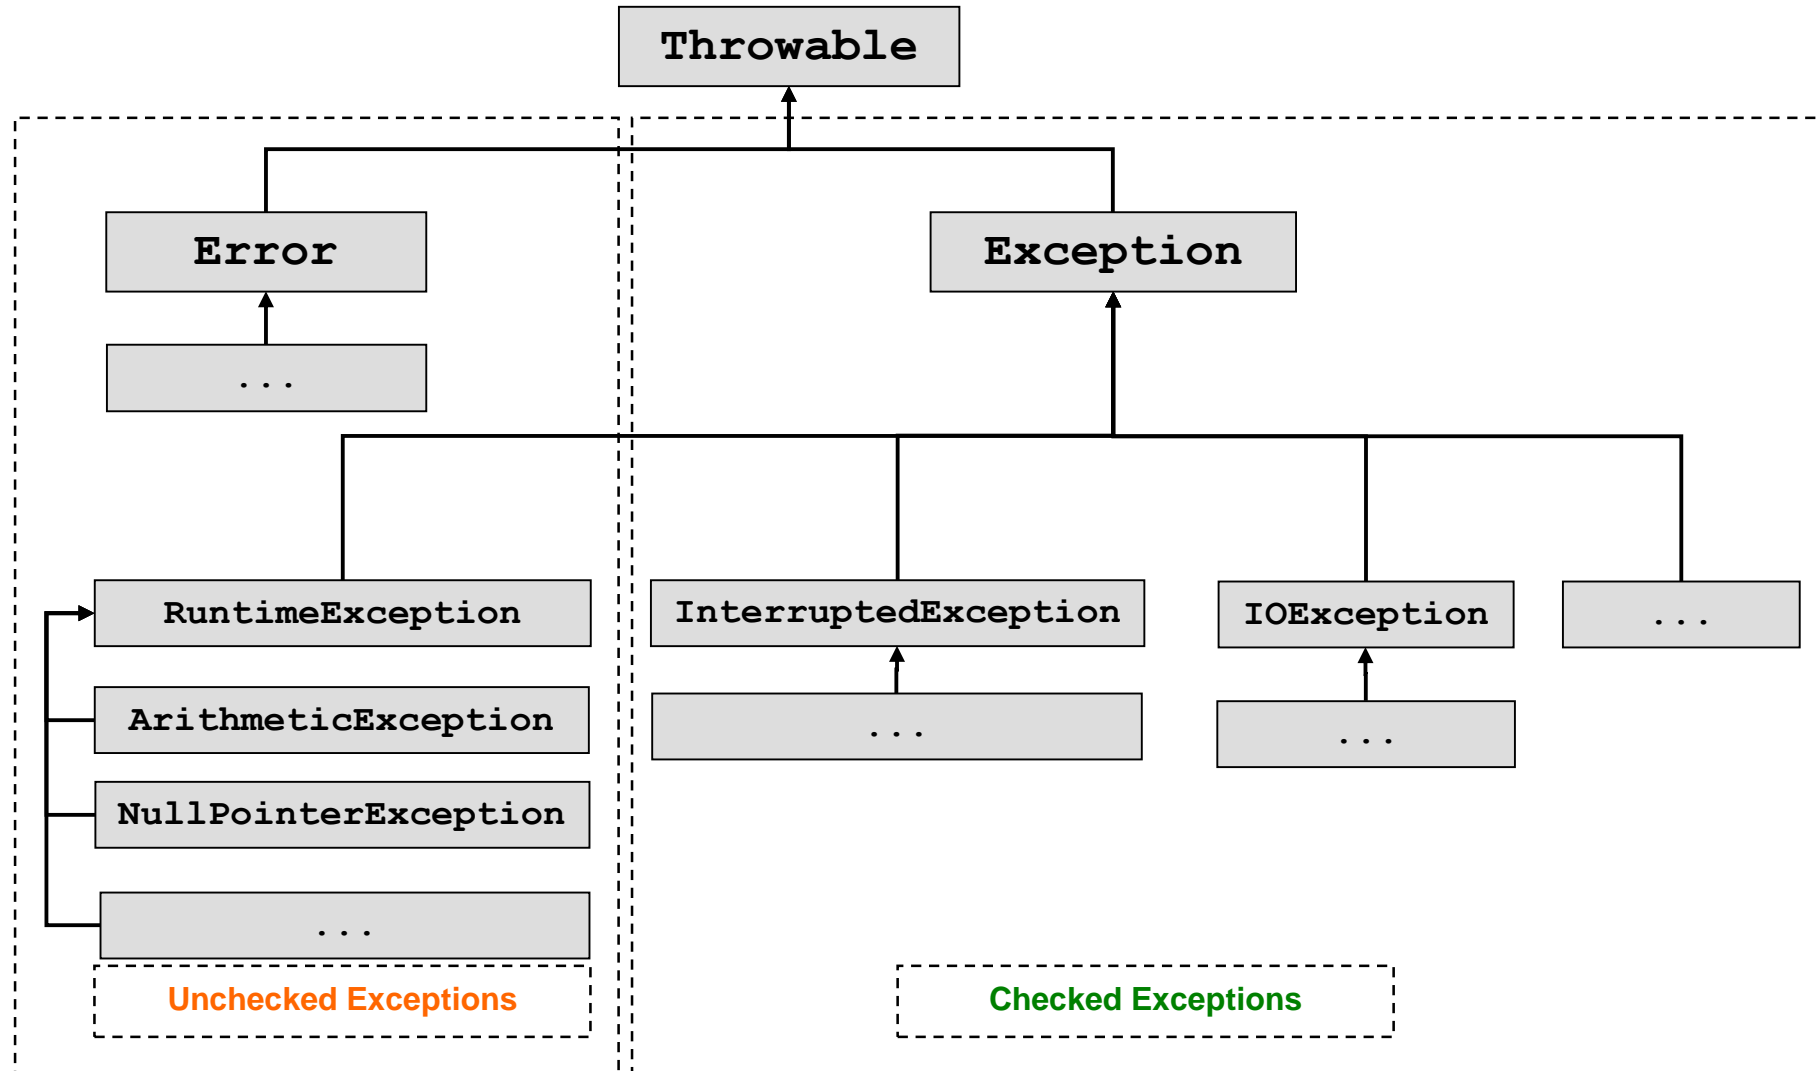 Throwable
Error
Exception
...
RuntimeException
InterruptedException
IOException
...
ArithmeticException
...
...
NullPointerException
...
Unchecked Exceptions
Checked Exceptions